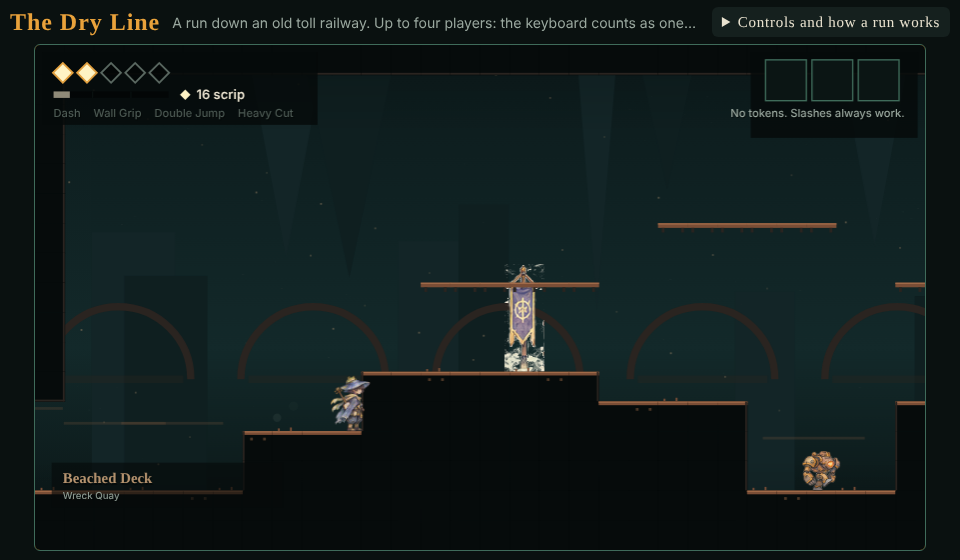 The Dry Line
A run down an old toll railway. Up to four players: the keyboard counts as one...
▶ Controls and how a run works
16 scrip
Dash Wall Grip Double Jump Heavy Cut
No tokens. Slashes always work.
Beached Deck
Wreck Quay